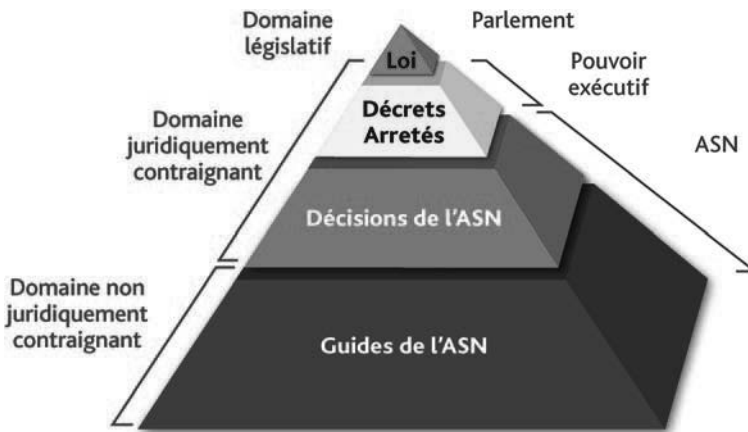 Domaine
législatif
Parlement
Loi
Pouvoir
exécutif
Domaine
juridiquement
contraignant
Décrets
Arretés
ASN
Décisions de l'ASN
Domaine non
juridiquement
contraignant
Guides de l'ASN